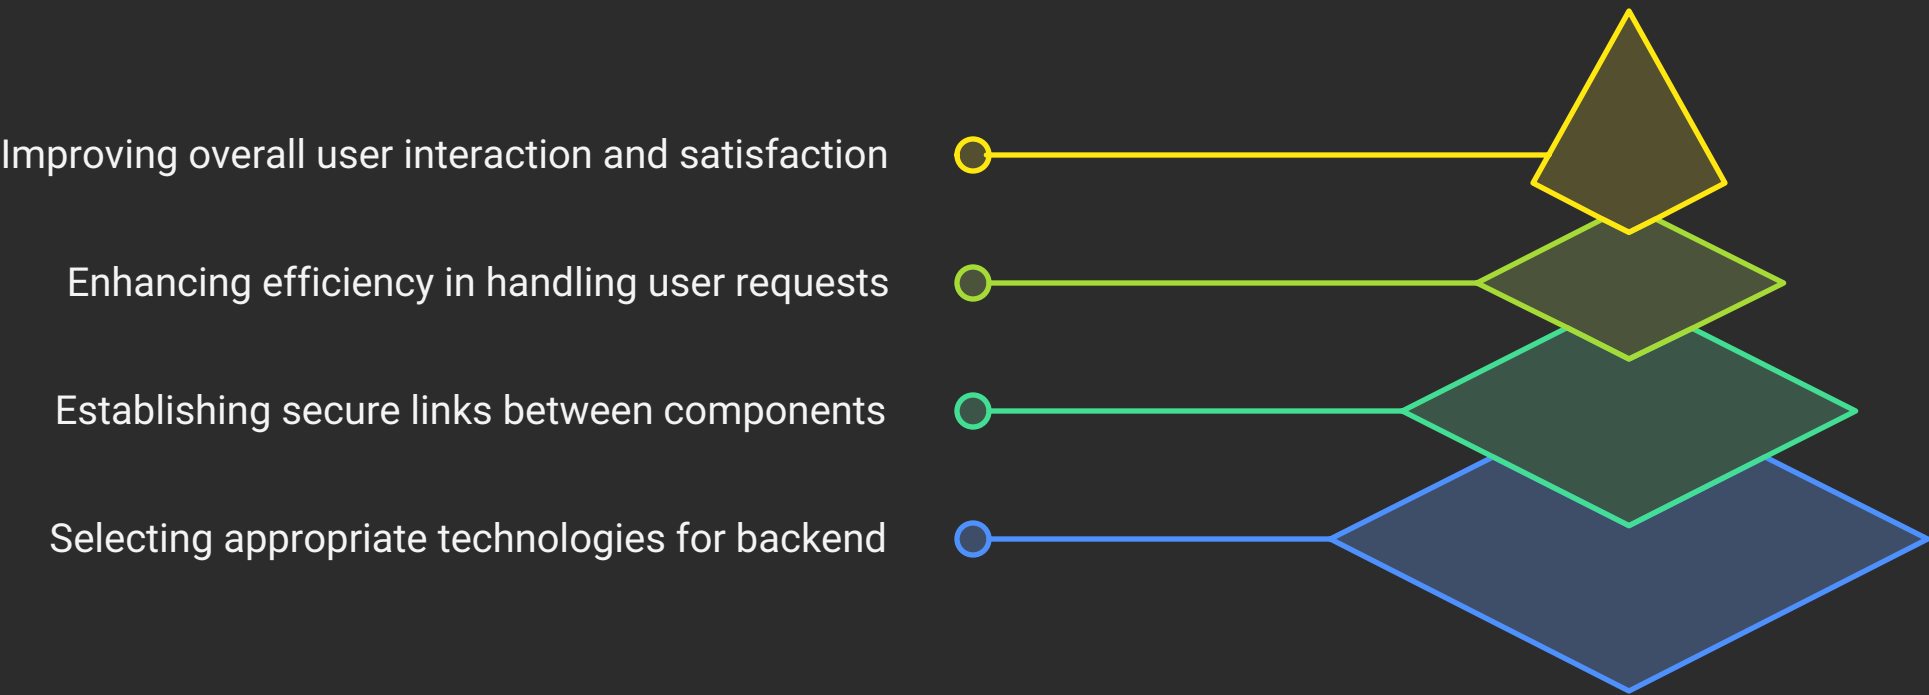 Improving overall user interaction and satisfaction
Enhancing efficiency in handling user requests
Establishing secure links between components
Selecting appropriate technologies for backend